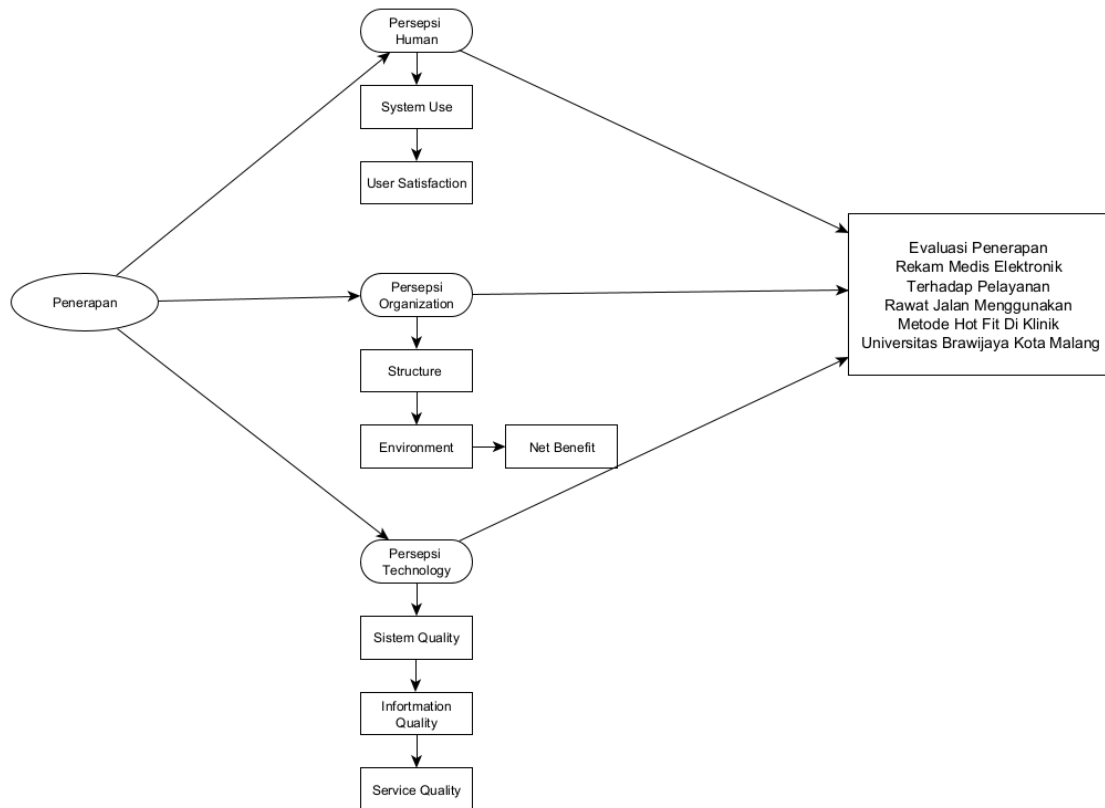 Persepsi
Human
System Use
User Satisfaction
Penerapan
Persepsi
Organization
Structure
Environment
Net Benefit
Persepsi
Technology
Sistem Quality
Infortmation
Quality
Service Quality
Evaluasi Penerapan
Rekam Medis Elektronik
Terhadap Pelayanan
Rawat Jalan Menggunakan
Metode Hot Fit Di Klinik
Universitas Brawijaya Kota Malang